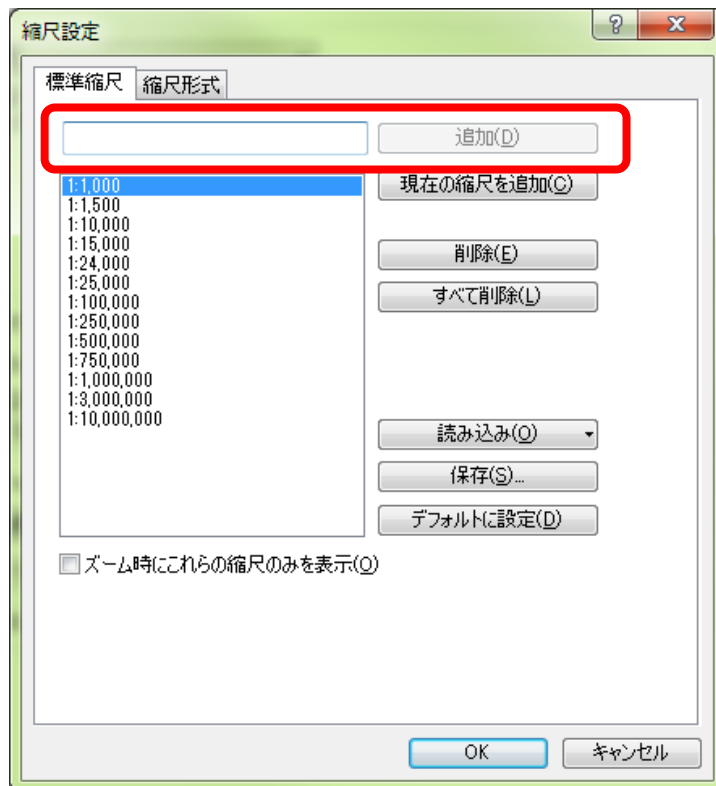 縮尺設定
標準縮尺
縮尺形式
追加(D)
1:1,000
現在の縮尺を追加(C)
1:1,500
1:10,000
1:15,000
1:24,000
削除(E)
1:25,000
1:100,000
すべて削除(L)
1:250,000
1:500,000
1:750,000
1:1,000,000
1:3,000,000
1:10,000,000
読み込み(O)
保存(S)...
デフォルトに設定(D)
ズーム時にこれらの縮尺のみを表示(O)
OK
キャンセル